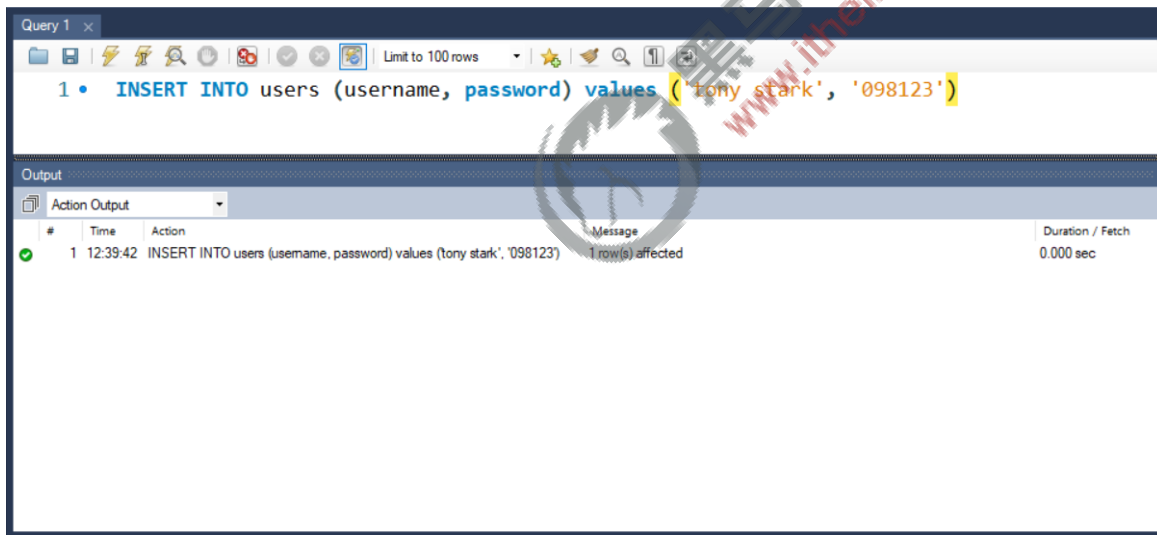 Query 1
Limit to 100 rows
1 INSERT INTO users (username, password) values ('tony stark', '098123')
Output
Action Output
# Time Action Message Duration / Fetch
1 12:39:42 INSERT INTO users (username, password) values ('tony stark', '098123') 1 row(s) affected 0.000 sec
黑马